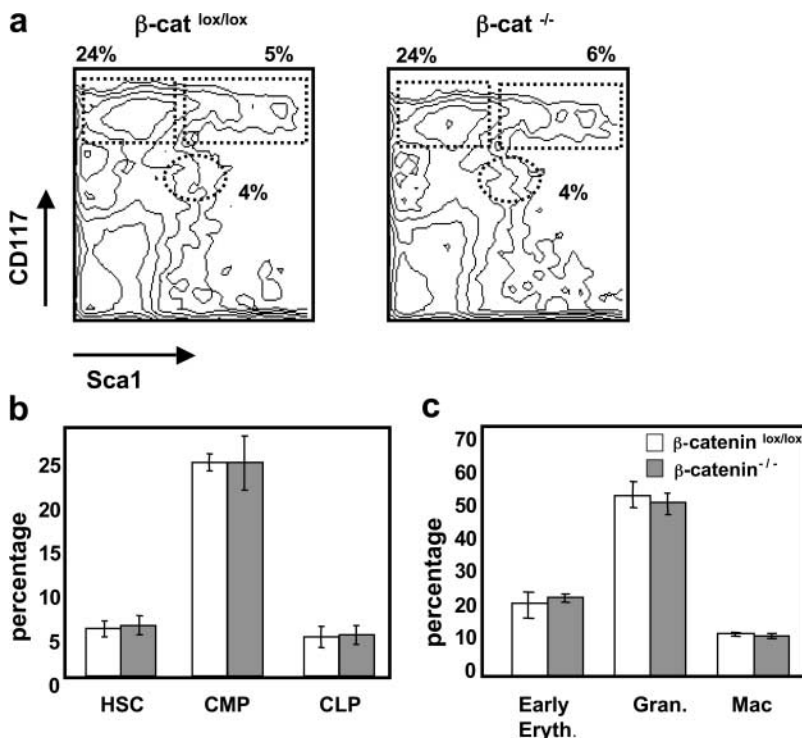 a
β-cat lox/lox
β-cat -/-
24% 5%
24% 6%
4%
4%
CD117
Sca1
b
percentage
25
20
15
10
5
0
HSC CMP CLP
c
β-catenin lox/lox
β-catenin -/-
percentage
70
60
50
40
30
20
10
0
Early Eryth.
Gran.
Mac